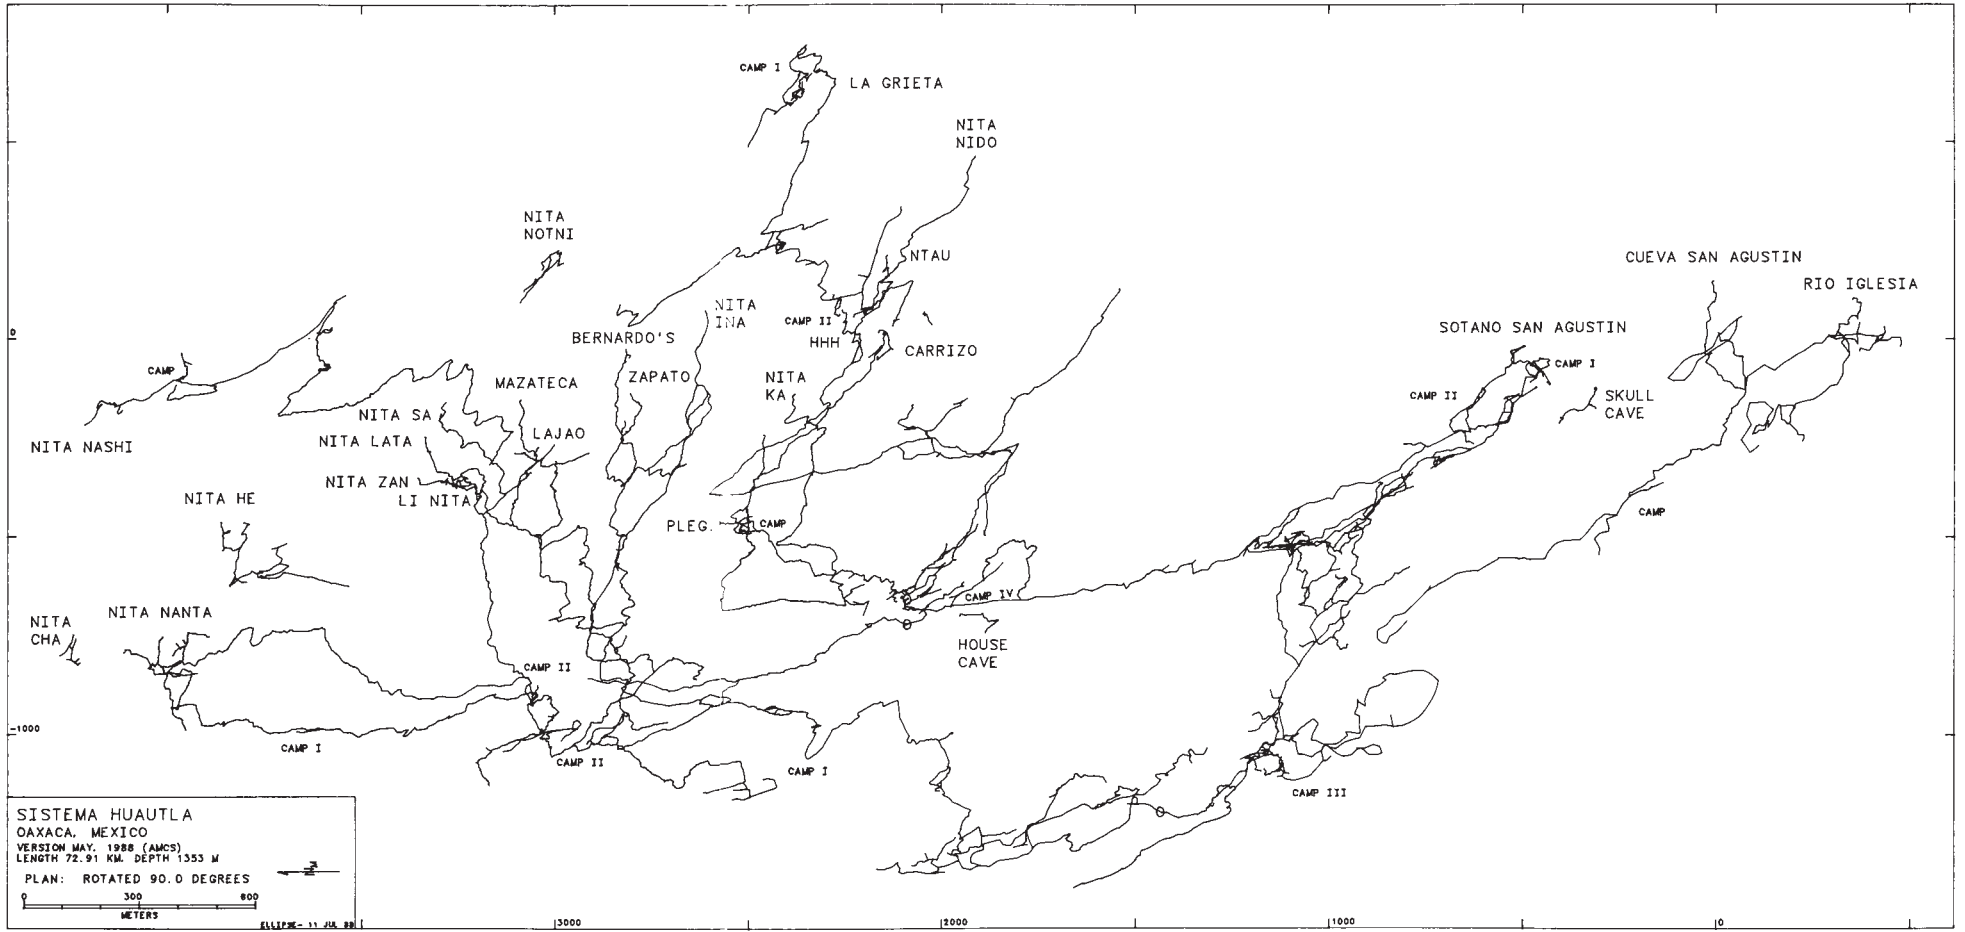 CAMP I
LA GRIETA
NITA
NIDO
NITA
NOTNI
NTAU
CUEVA SAN AGUSTIN
RIO IGLESIA
NITA
INA
CAMP II
HHH
BERNARDO'S
SOTANO SAN AGUSTIN
0
CARRIZO
CAMP
MAZATECA
ZAPATO
NITA
KA
CAMP I
CAMP II
SKULL
CAVE
NITA SA
NITA LATA
LAJAO
NITA NASHI
NITA ZAN
LI NITA
NITA HE
PLEG.
CAMP
CAMP
CAMP IV
NITA NANTA
NITA
CHA
HOUSE
CAVE
CAMP II
-1000
CAMP I
CAMP II
CAMP I
CAMP III
SISTEMA HUAUTLA
OAXACA, MEXICO
VERSION MAY, 1988 (AMCS)
LENGTH 72.91 KM. DEPTH 1353 M
PLAN: ROTATED 90.0 DEGREES
N
0 300 600
METERS
ELLIPSE- 11 JUL 88
3000
2000
1000
0